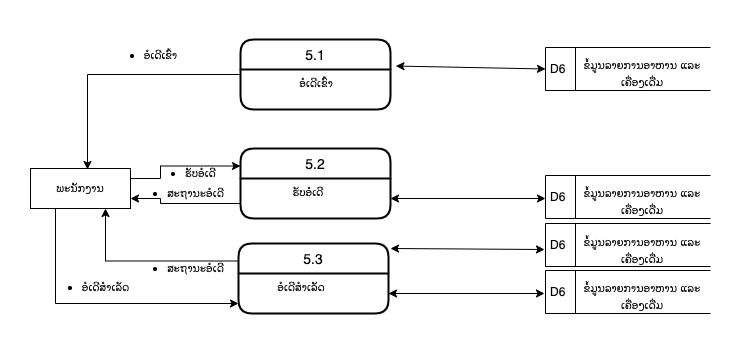 5.1
ອໍເດີເຂົ້າ
ອໍເດີເຂົ້າ
D6
ຂໍ້ມູນລາຍການອາຫານ ແລະ
ເຄື່ອງດື່ມ
5.2
ຮັບອໍເດີ
ພະນັກງານ
ຮັບອໍເດີ
ສະຖານະອໍເດີ
D6
ຂໍ້ມູນລາຍການອາຫານ ແລະ
ເຄື່ອງດື່ມ
5.3
ອໍເດີສຳເລັດ
ສະຖານະອໍເດີ
ອໍເດີສຳເລັດ
D6
ຂໍ້ມູນລາຍການອາຫານ ແລະ
ເຄື່ອງດື່ມ
D6
ຂໍ້ມູນລາຍການອາຫານ ແລະ
ເຄື່ອງດື່ມ